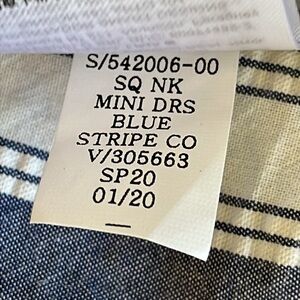 S/542006-00
SQ NK
MINI DRS
BLUE
STRIPE CO
V/305663
SP20
01/20